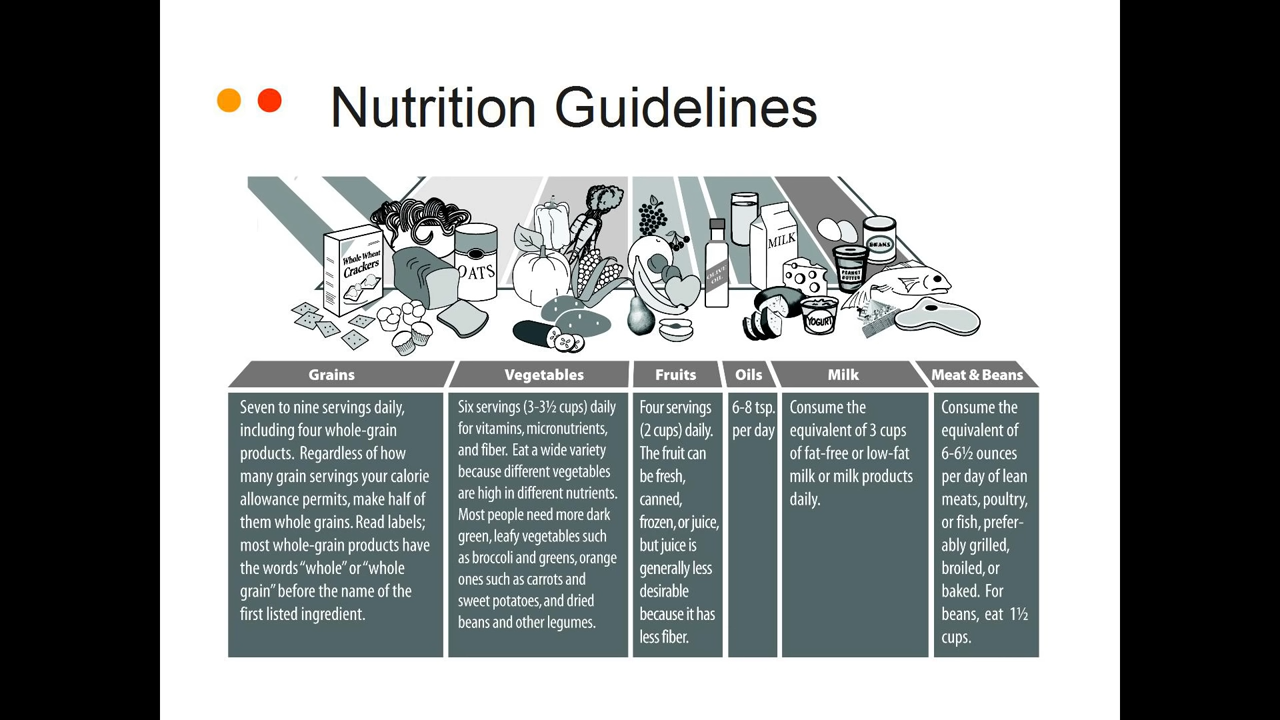 Nutrition Guidelines
Whole Wheat
Crackers
OATS
OLIVE
OIL
MILK
YOGURT
PEANUT
BUTTER
BEANS
Grains
Seven to nine servings daily,
including four whole-grain
products. Regardless of how
many grain servings your calorie
allowance permits, make half of
them whole grains. Read labels;
most whole-grain products have
the words “whole” or “whole
grain” before the name of the
first listed ingredient.
Vegetables
Six servings (3-3½ cups) daily
for vitamins, micronutrients,
and fiber. Eat a wide variety
because different vegetables
are high in different nutrients.
Most people need more dark
green, leafy vegetables such
as broccoli and greens, orange
ones such as carrots and
sweet potatoes, and dried
beans and other legumes.
Fruits
Four servings
(2 cups) daily.
The fruit can
be fresh,
canned,
frozen, or juice,
but juice is
generally less
desirable
because it has
less fiber.
Oils
6-8 tsp.
per day
Milk
Consume the
equivalent of 3 cups
of fat-free or low-fat
milk or milk products
daily.
Meat & Beans
Consume the
equivalent of
6-6½ ounces
per day of lean
meats, poultry,
or fish, prefer-
ably grilled,
broiled, or
baked. For
beans, eat 1½
cups.